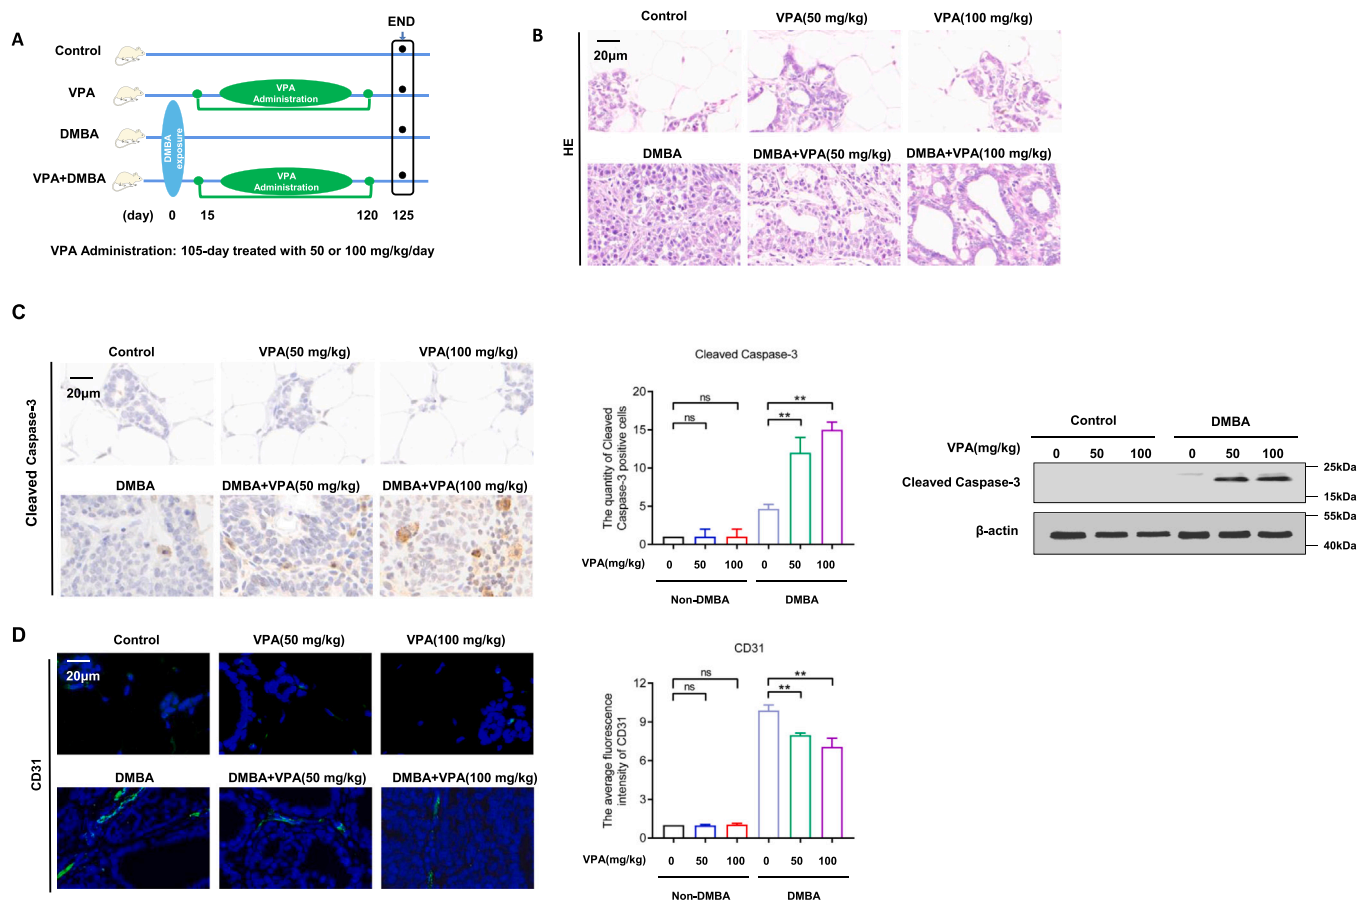 A
END
Control
VPA
VPA
Administration
DMBA
DMBA
exposure
VPA+DMBA
VPA
Administration
(day) 0 15 120 125
VPA Administration: 105-day treated with 50 or 100 mg/kg/day
B
Control VPA(50 mg/kg) VPA(100 mg/kg)
20μm
HE
DMBA DMBA+VPA(50 mg/kg) DMBA+VPA(100 mg/kg)
C
Control VPA(50 mg/kg) VPA(100 mg/kg)
20μm
Cleaved Caspase-3
DMBA DMBA+VPA(50 mg/kg) DMBA+VPA(100 mg/kg)
Cleaved Caspase-3
The quantity of Cleaved
Caspase-3 positive cells
20
15
10
5
0
ns
ns
**
**
VPA(mg/kg) 0 50 100 0 50 100
Non-DMBA DMBA
Control DMBA
VPA(mg/kg) 0 50 100 0 50 100
Cleaved Caspase-3
25kDa
15kDa
β-actin
55kDa
40kDa
D
Control VPA(50 mg/kg) VPA(100 mg/kg)
20μm
CD31
DMBA DMBA+VPA(50 mg/kg) DMBA+VPA(100 mg/kg)
CD31
The average fluorescence
intensity of CD31
12
9
6
3
0
ns
ns
**
**
VPA(mg/kg) 0 50 100 0 50 100
Non-DMBA DMBA